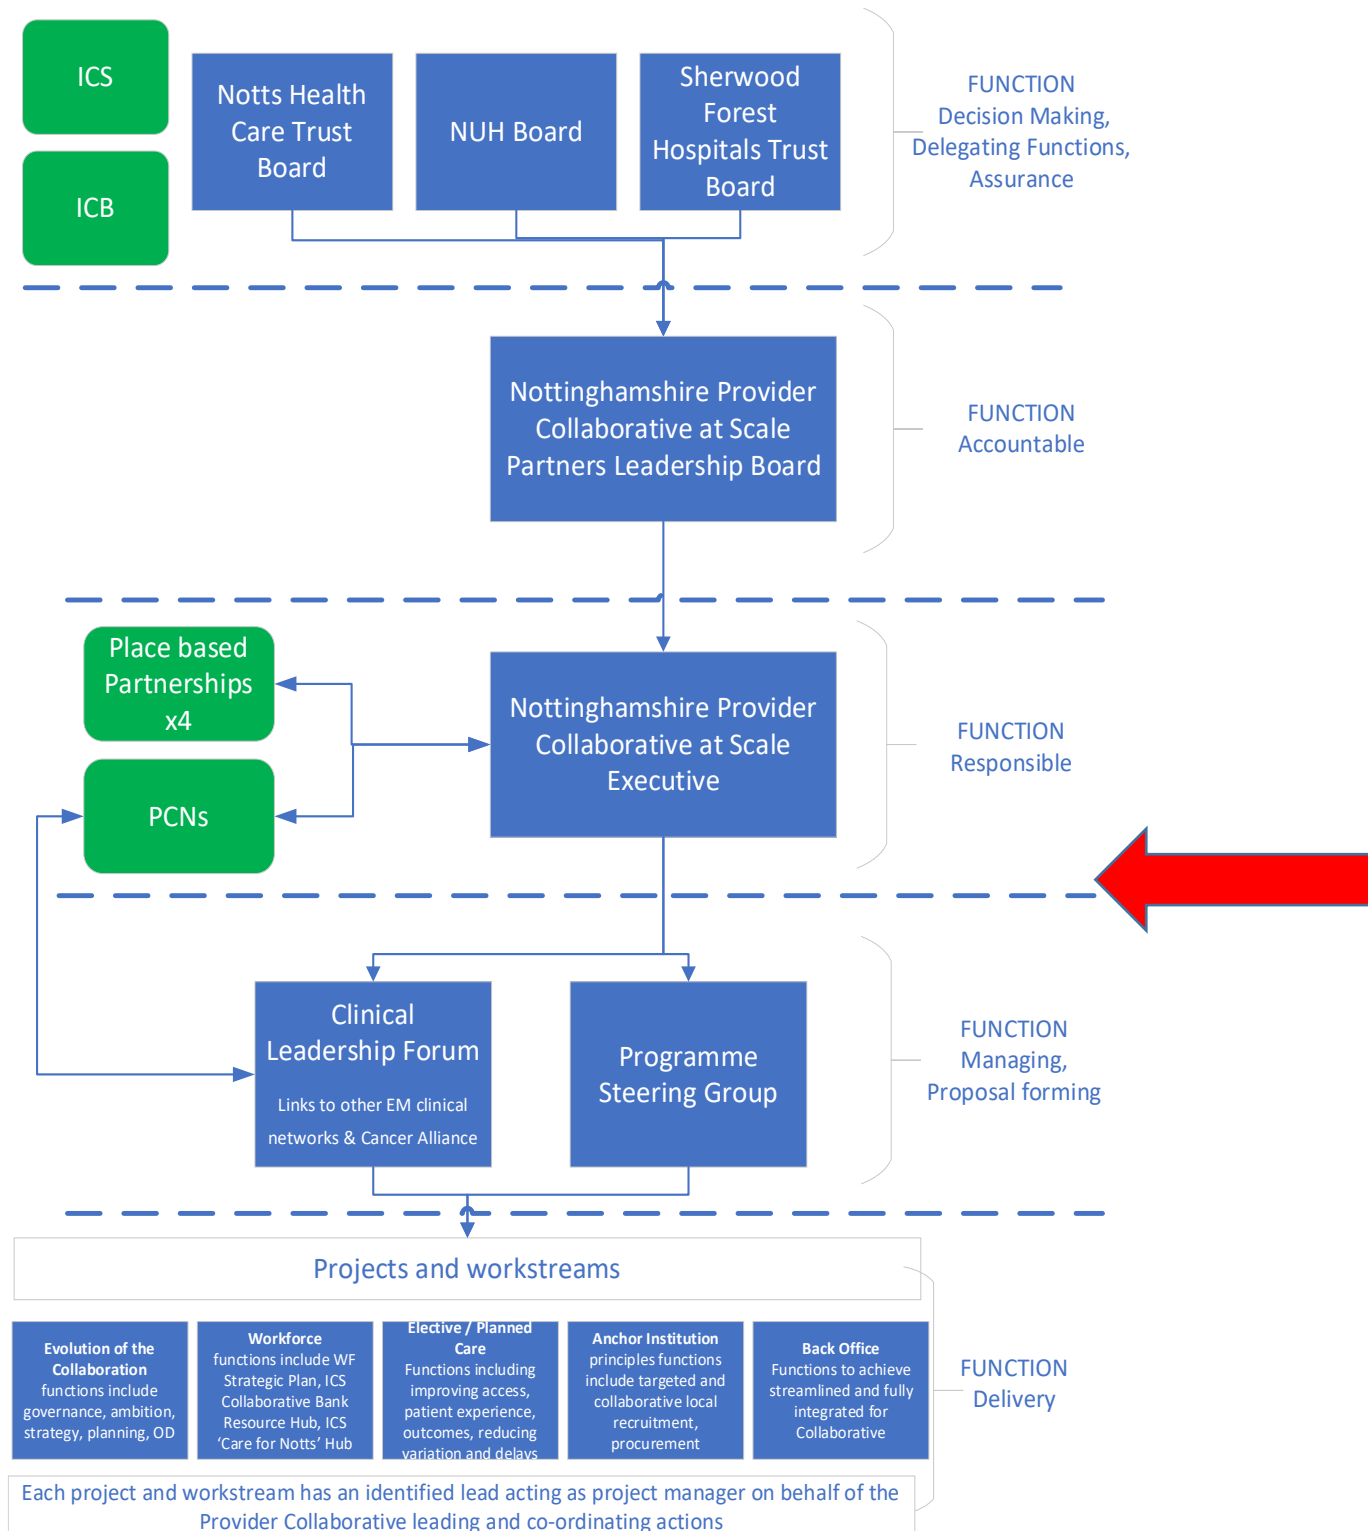 ICS
ICB
Notts Health
Care Trust
Board
NUH Board
Sherwood
Forest
Hospitals Trust
Board
FUNCTION
Decision Making,
Delegating Functions,
Assurance
Nottinghamshire Provider
Collaborative at Scale
Partners Leadership Board
FUNCTION
Accountable
Place based
Partnerships
x4
PCNs
Nottinghamshire Provider
Collaborative at Scale
Executive
FUNCTION
Responsible
Clinical
Leadership Forum
Links to other EM clinical
networks & Cancer Alliance
Programme
Steering Group
FUNCTION
Managing,
Proposal forming
Projects and workstreams
Evolution of the
Collaboration
functions include
governance, ambition,
strategy, planning, OD
Workforce
functions include WF
Strategic Plan, ICS
Collaborative Bank
Resource Hub, ICS
‘Care for Notts’ Hub
Elective / Planned
Care
Functions including
improving access,
patient experience,
outcomes, reducing
variation and delays
Anchor Institution
principles functions
include targeted and
collaborative local
recruitment,
procurement
Back Office
Functions to achieve
streamlined and fully
integrated for
Collaborative
FUNCTION
Delivery
Each project and workstream has an identified lead acting as project manager on behalf of the
Provider Collaborative leading and co-ordinating actions